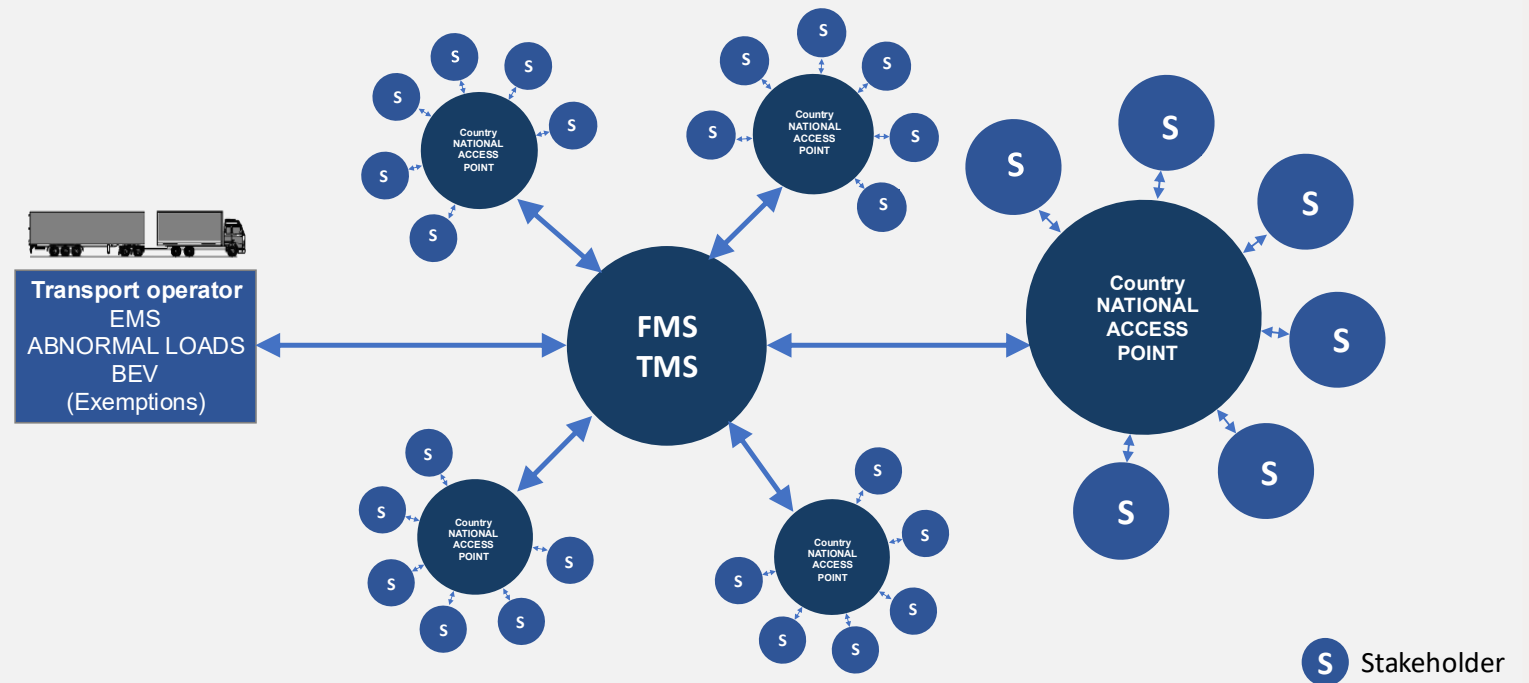 S
S
S
S
S
S
Country
NATIONAL
ACCESS
POINT
S
S
S
S
S
S
Country
NATIONAL
ACCESS
POINT
S
S
S
S
S
S
Country
NATIONAL
ACCESS
POINT
Transport operator
EMS
ABNORMAL LOADS
BEV
(Exemptions)
FMS
TMS
S
S
S
S
S
S
Country
NATIONAL
ACCESS
POINT
S
S
S
S
S
S
Country
NATIONAL
ACCESS
POINT
S Stakeholder